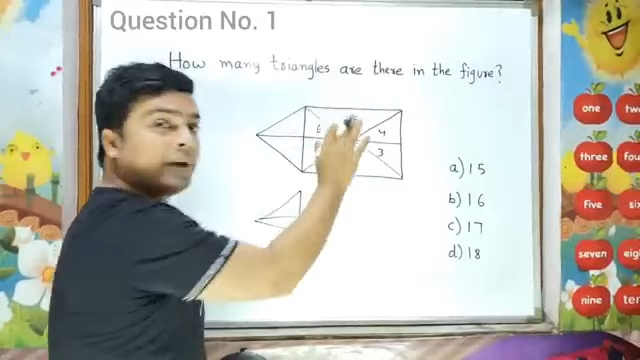 Question No. 1
How many triangles are there in the figure?
6
4
3
a) 15
b) 16
c) 17
d) 18
one
three
five
seven
nine